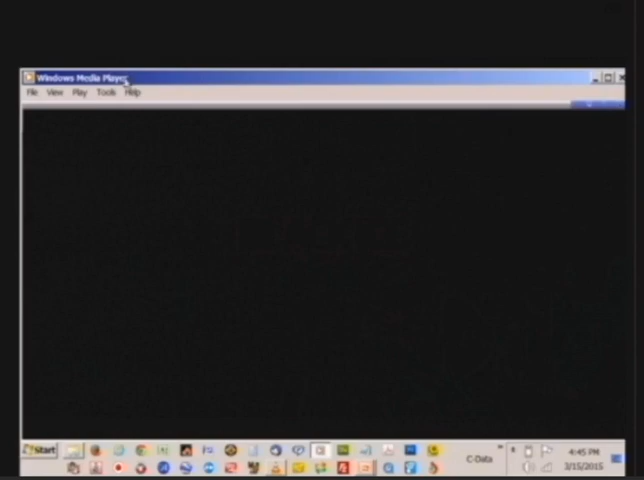 Windows Media Player
File View Play Tools Help
Start
C-Data
4:45 PM
3/15/2015